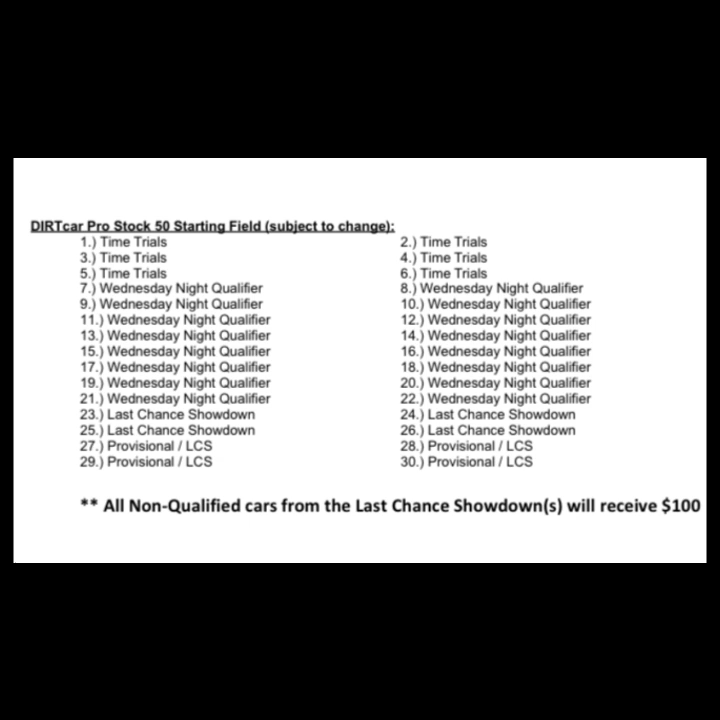 DIRTcar Pro Stock 50 Starting Field (subject to change):
1.) Time Trials 2.) Time Trials
3.) Time Trials 4.) Time Trials
5.) Time Trials 6.) Time Trials
7.) Wednesday Night Qualifier 8.) Wednesday Night Qualifier
9.) Wednesday Night Qualifier 10.) Wednesday Night Qualifier
11.) Wednesday Night Qualifier 12.) Wednesday Night Qualifier
13.) Wednesday Night Qualifier 14.) Wednesday Night Qualifier
15.) Wednesday Night Qualifier 16.) Wednesday Night Qualifier
17.) Wednesday Night Qualifier 18.) Wednesday Night Qualifier
19.) Wednesday Night Qualifier 20.) Wednesday Night Qualifier
21.) Wednesday Night Qualifier 22.) Wednesday Night Qualifier
23.) Last Chance Showdown 24.) Last Chance Showdown
25.) Last Chance Showdown 26.) Last Chance Showdown
27.) Provisional / LCS 28.) Provisional / LCS
29.) Provisional / LCS 30.) Provisional / LCS
** All Non-Qualified cars from the Last Chance Showdown(s) will receive $100